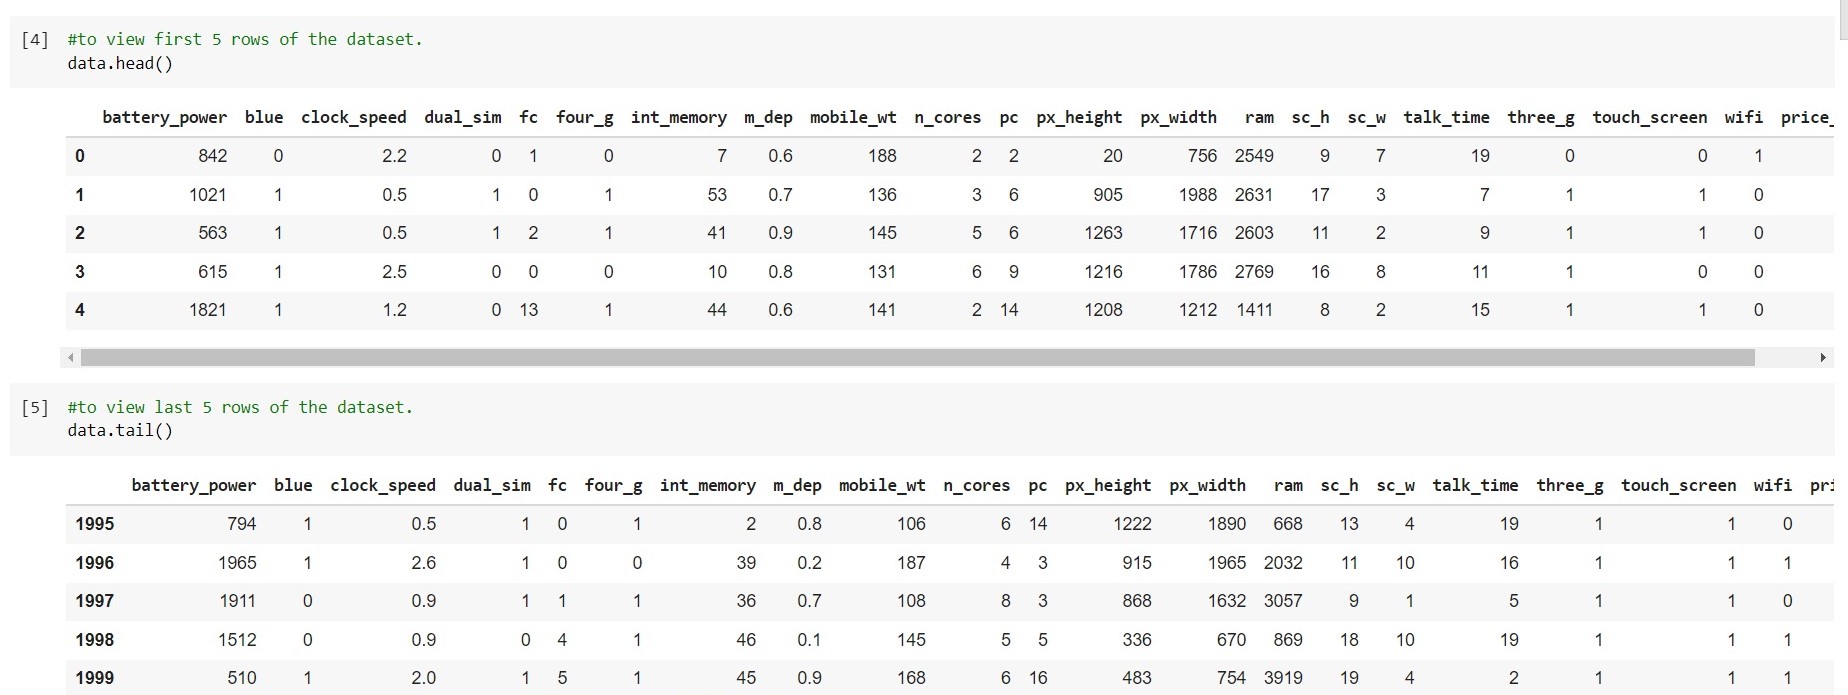 [4] #to view first 5 rows of the dataset.
data.head()
battery_power blue clock_speed dual_sim fc four_g int_memory m_dep mobile_wt n_cores pc px_height px_width ram sc_h sc_w talk_time three_g touch_screen wifi price_
0 842 0 2.2 0 1 0 7 0.6 188 2 2 20 756 2549 9 7 19 0 0 1
1 1021 1 0.5 1 0 1 53 0.7 136 3 6 905 1988 2631 17 3 7 1 1 0
2 563 1 0.5 1 2 1 41 0.9 145 5 6 1263 1716 2603 11 2 9 1 1 0
3 615 1 2.5 0 0 0 10 0.8 131 6 9 1216 1786 2769 16 8 11 1 0 0
4 1821 1 1.2 0 13 1 44 0.6 141 2 14 1208 1212 1411 8 2 15 1 1 0
[5] #to view last 5 rows of the dataset.
data.tail()
battery_power blue clock_speed dual_sim fc four_g int_memory m_dep mobile_wt n_cores pc px_height px_width ram sc_h sc_w talk_time three_g touch_screen wifi pri
1995 794 1 0.5 1 0 1 2 0.8 106 6 14 1222 1890 668 13 4 19 1 1 0
1996 1965 1 2.6 1 0 0 39 0.2 187 4 3 915 1965 2032 11 10 16 1 1 1
1997 1911 0 0.9 1 1 1 36 0.7 108 8 3 868 1632 3057 9 1 5 1 1 0
1998 1512 0 0.9 0 4 1 46 0.1 145 5 5 336 670 869 18 10 19 1 1 1
1999 510 1 2.0 1 5 1 45 0.9 168 6 16 483 754 3919 19 4 2 1 1 1